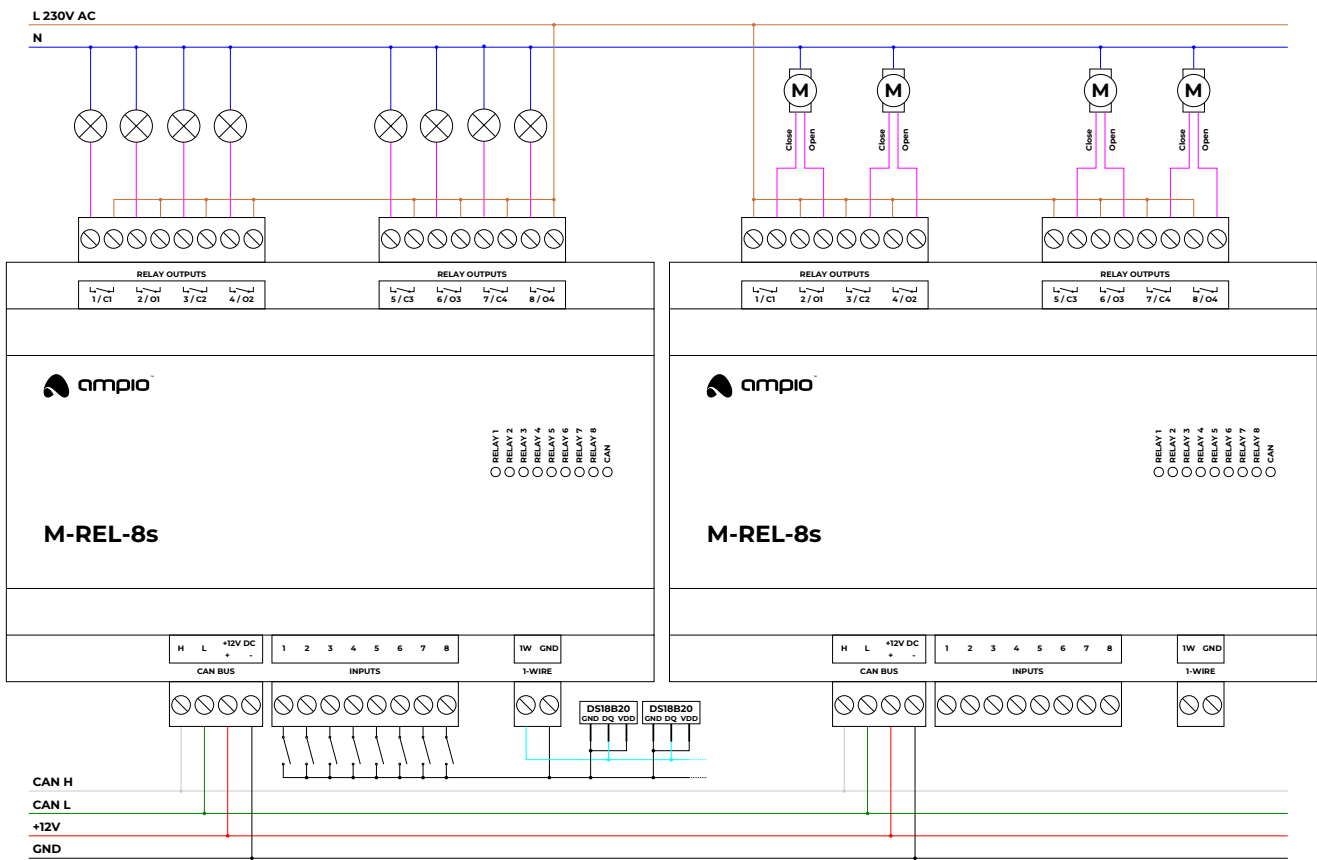 L 230V AC
N
M M M M
Close Open Close Open Close Open Close Open
RELAY OUTPUTS RELAY OUTPUTS RELAY OUTPUTS RELAY OUTPUTS
1 / C1 2 / O1 3 / C2 4 / O2 5 / C3 6 / O3 7 / C4 8 / O4 1 / C1 2 / O1 3 / C2 4 / O2 5 / C3 6 / O3 7 / C4 8 / O4
ampio ampio
RELAY 1 RELAY 2 RELAY 3 RELAY 4 RELAY 5 RELAY 6 RELAY 7 RELAY 8 CAN RELAY 1 RELAY 2 RELAY 3 RELAY 4 RELAY 5 RELAY 6 RELAY 7 RELAY 8 CAN
M-REL-8s M-REL-8s
H L +12V DC 1 2 3 4 5 6 7 8 1W GND H L +12V DC 1 2 3 4 5 6 7 8 1W GND
+ - + -
CAN BUS INPUTS 1-WIRE CAN BUS INPUTS 1-WIRE
DS18B20 DS18B20
GND DQ VDD GND DQ VDD
CAN H
CAN L
+12V
GND